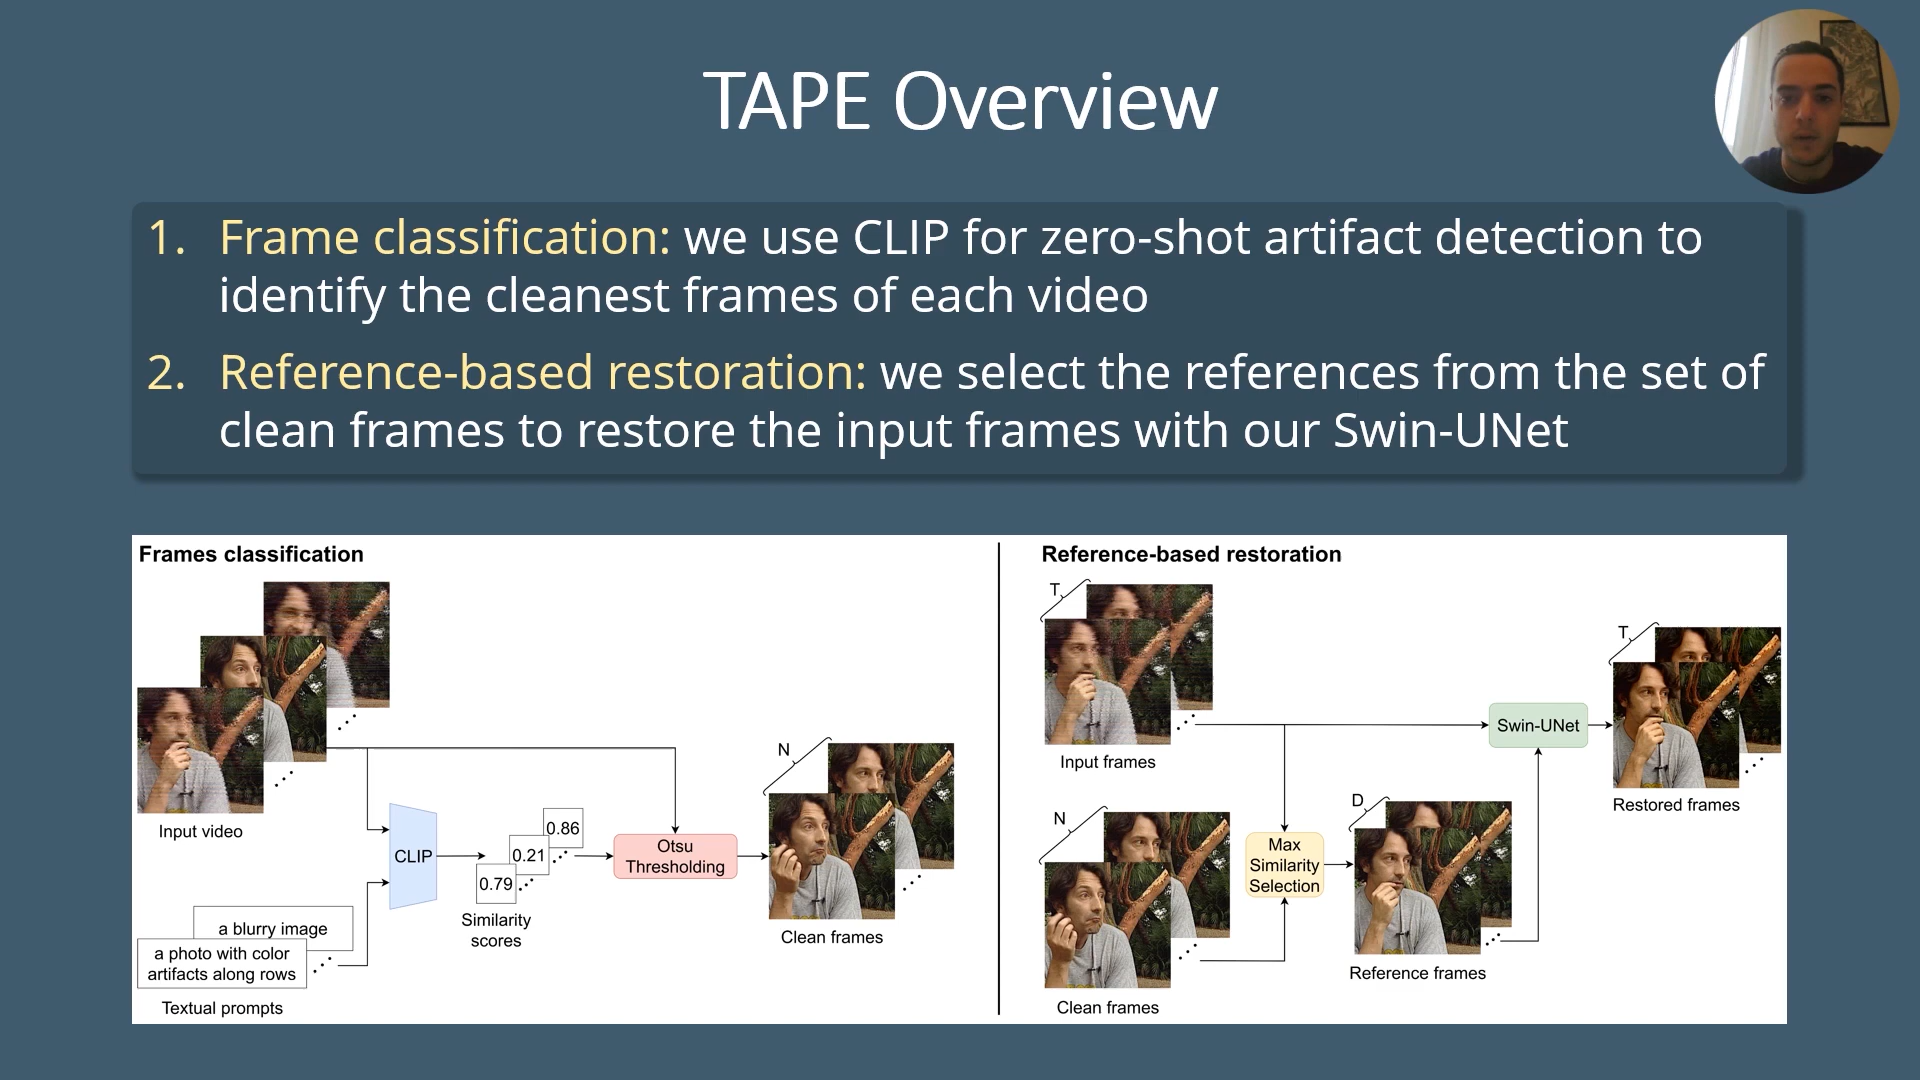 TAPE Overview
1. Frame classification: we use CLIP for zero-shot artifact detection to
identify the cleanest frames of each video
2. Reference-based restoration: we select the references from the set of
clean frames to restore the input frames with our Swin-UNet
Frames classification
Input video
CLIP
a blurry image
a photo with color
artifacts along rows
Textual prompts
0.86
0.21
0.79
Similarity
scores
Otsu
Thresholding
N
Clean frames
Reference-based restoration
T
Input frames
N
Clean frames
Max
Similarity
Selection
D
Reference frames
Swin-UNet
T
Restored frames